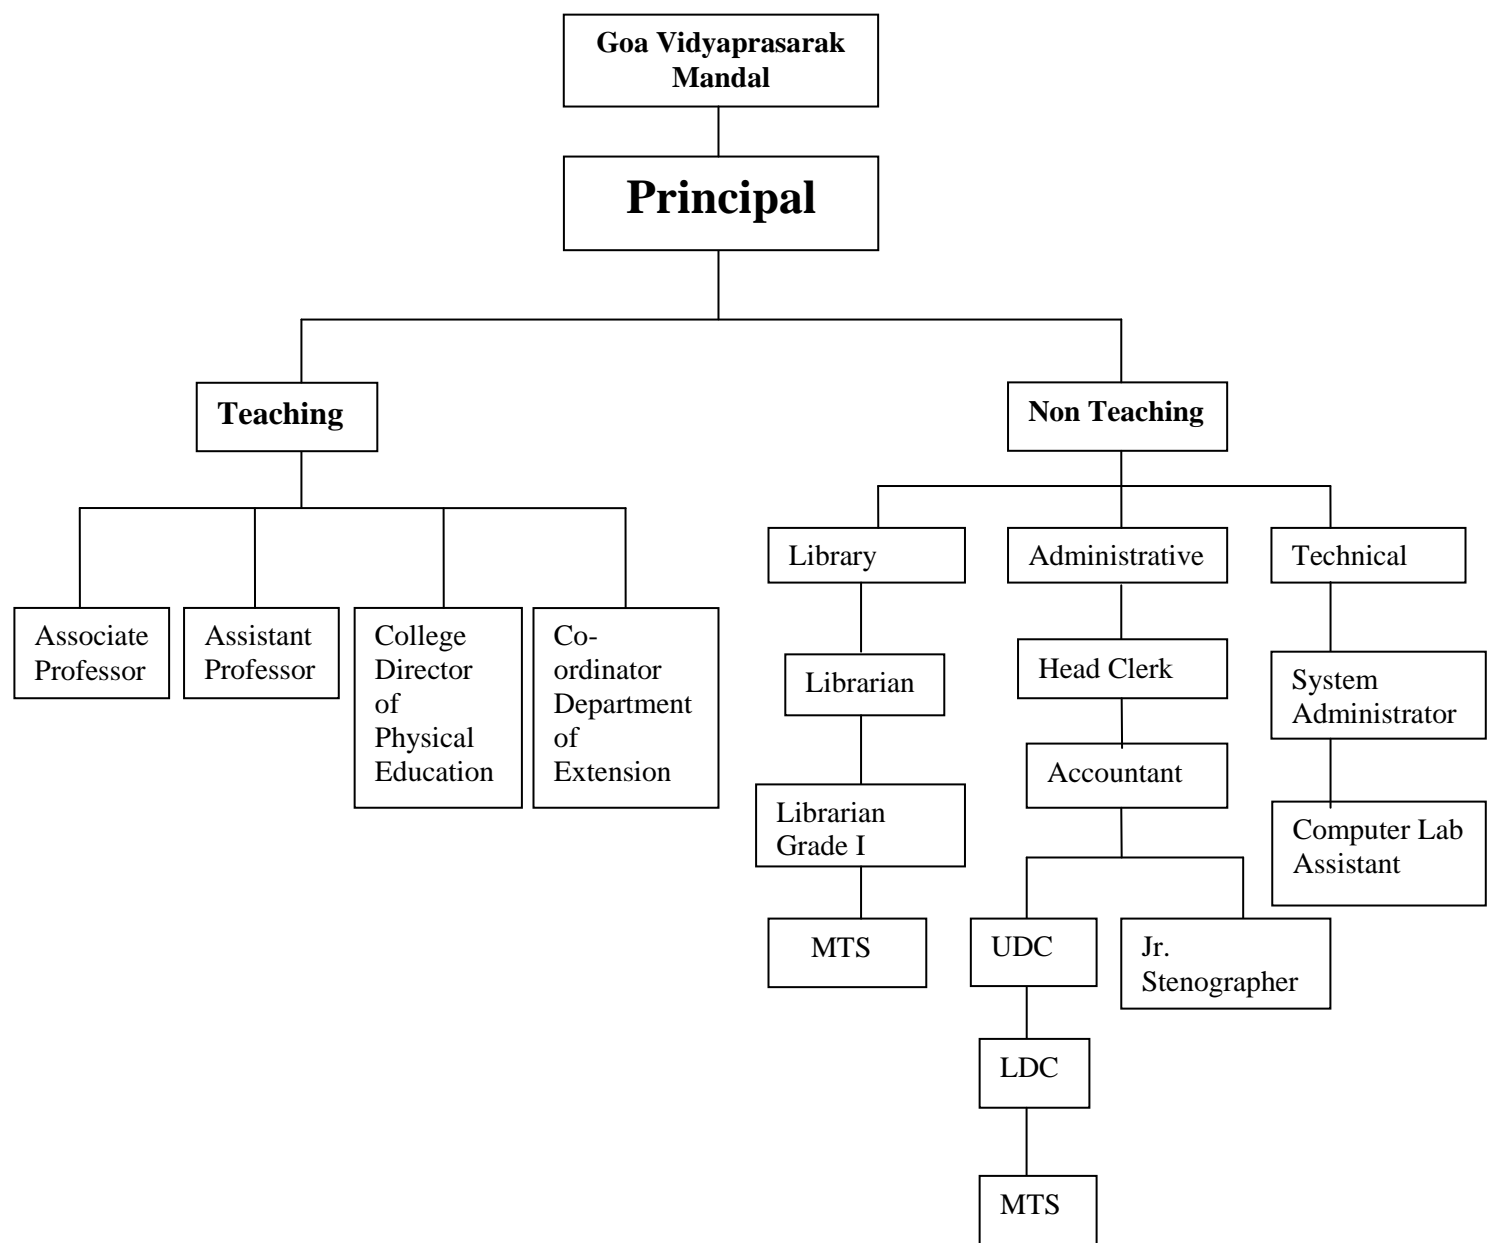 Goa Vidyaprasarak
Mandal
Principal
Teaching
Non Teaching
Library
Administrative
Technical
Associate
Professor
Assistant
Professor
College
Director
of
Physical
Education
Co-
ordinator
Department
of
Extension
Librarian
Head Clerk
System
Administrator
Accountant
Librarian
Grade I
Computer Lab
Assistant
MTS
UDC
Jr.
Stenographer
LDC
MTS